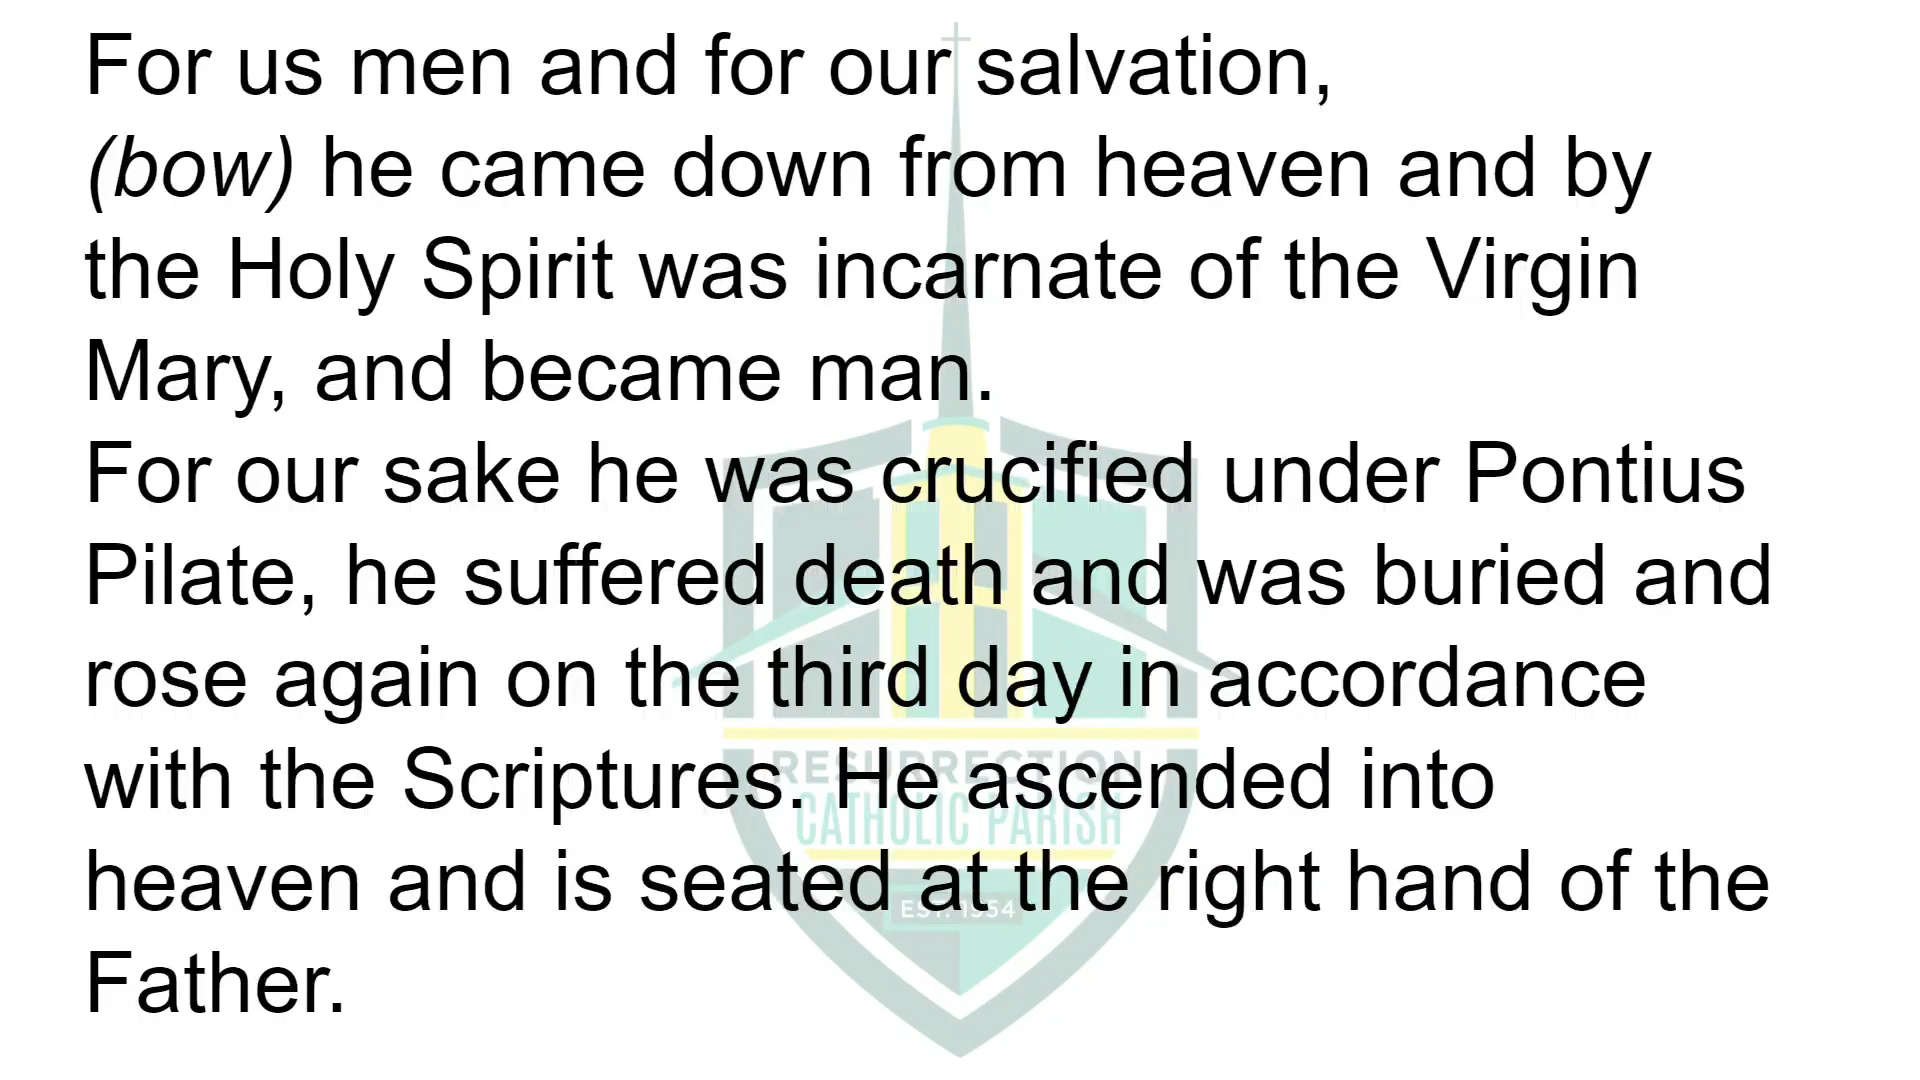 For us men and for our salvation,
(bow) he came down from heaven and by
the Holy Spirit was incarnate of the Virgin
Mary, and became man.
For our sake he was crucified under Pontius
Pilate, he suffered death and was buried and
rose again on the third day in accordance
with the Scriptures. He ascended into
heaven and is seated at the right hand of the
Father.
RESURRECTION
CATHOLIC PARISH
EST. 1954